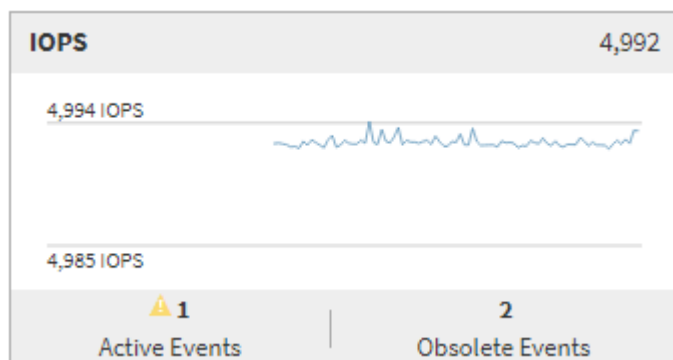 IOPS 4,992
4,994 IOPS
4,985 IOPS
1 2
Active Events Obsolete Events